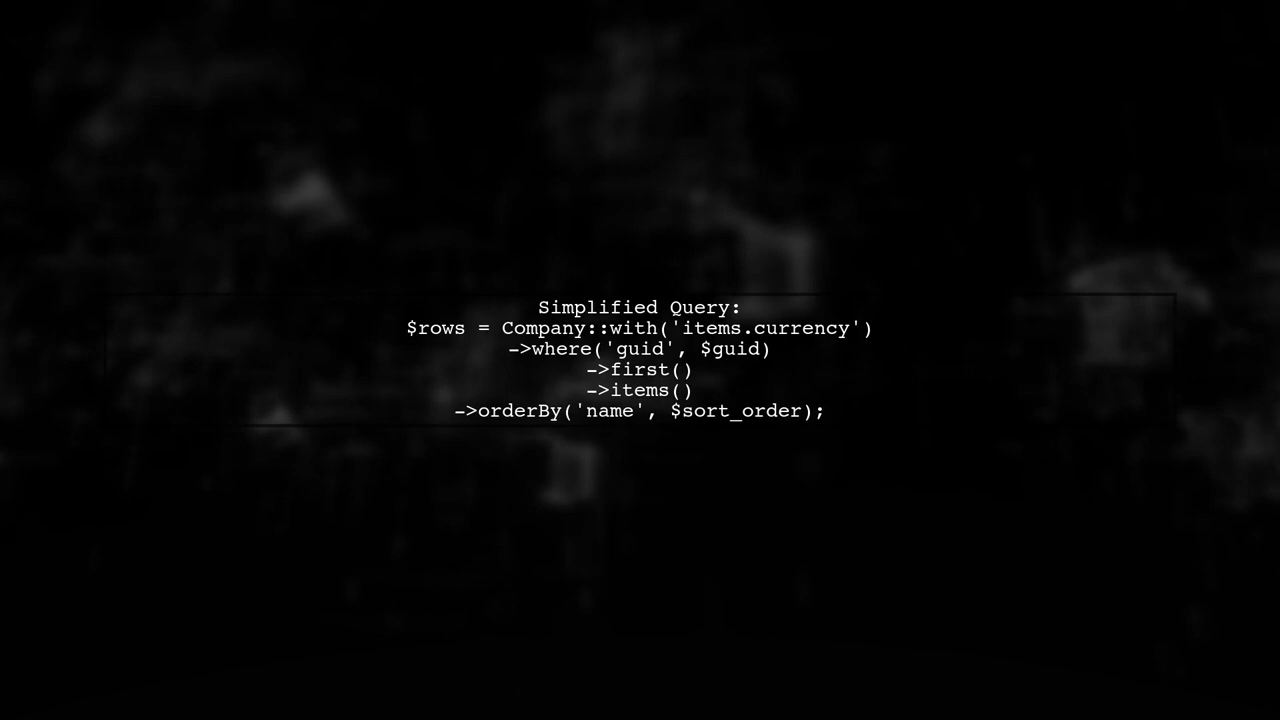 Simplified Query:
$rows = Company::with('items.currency')
->where('guid', $guid)
->first()
->items()
->orderBy('name', $sort_order);